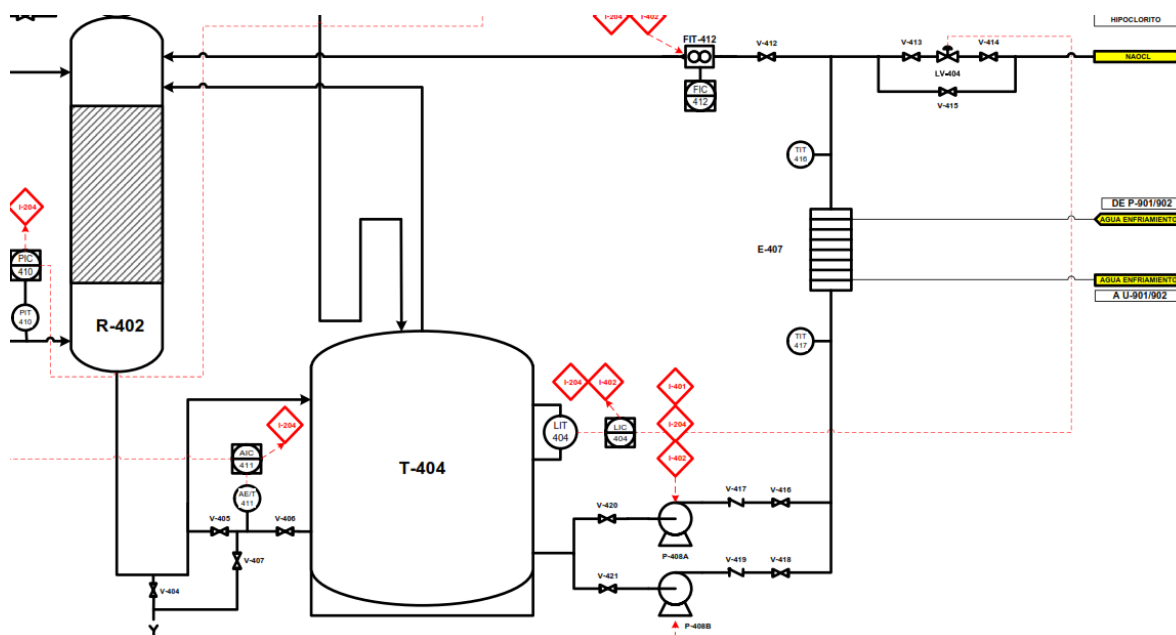 HIPOCLORITO
I-204
I-402
FIT-412
V-412
V-413
V-414
NAOCL
LV-404
FIC
412
V-415
TIT
416
I-204
DE P-901/902
AGUA ENFRIAMIENTO
E-407
PIC
410
AGUA ENFRIAMIENTO
A U-901/902
PIT
410
R-402
TIT
417
I-204
I-402
I-401
I-204
LIT
404
LIC
404
I-204
AIC
411
I-402
T-404
AE/T
411
V-417
V-416
V-420
V-405
V-406
P-408A
V-407
V-419
V-418
V-421
V-404
P-408B
Y